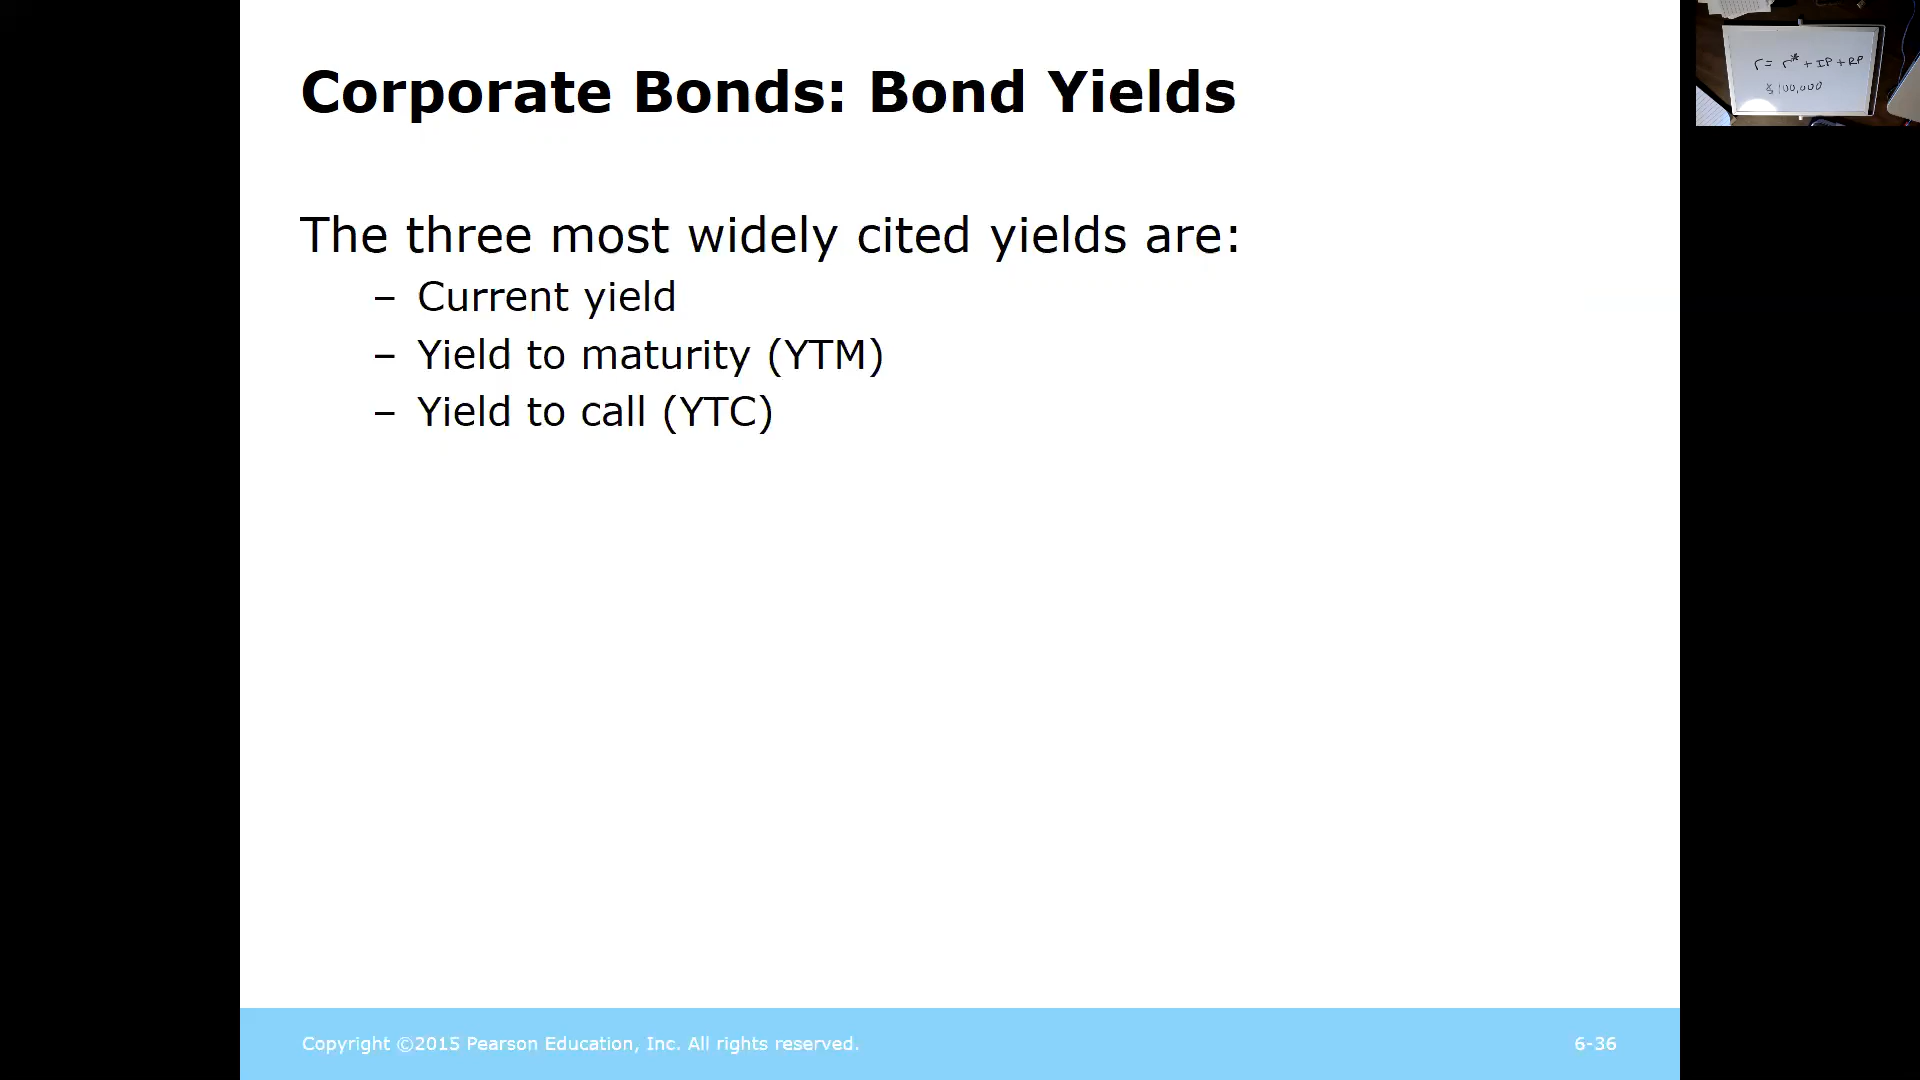 Corporate Bonds: Bond Yields
r = r* + IP + RP
$100,000
The three most widely cited yields are:
– Current yield
– Yield to maturity (YTM)
– Yield to call (YTC)
Copyright ©2015 Pearson Education, Inc. All rights reserved.
6-36